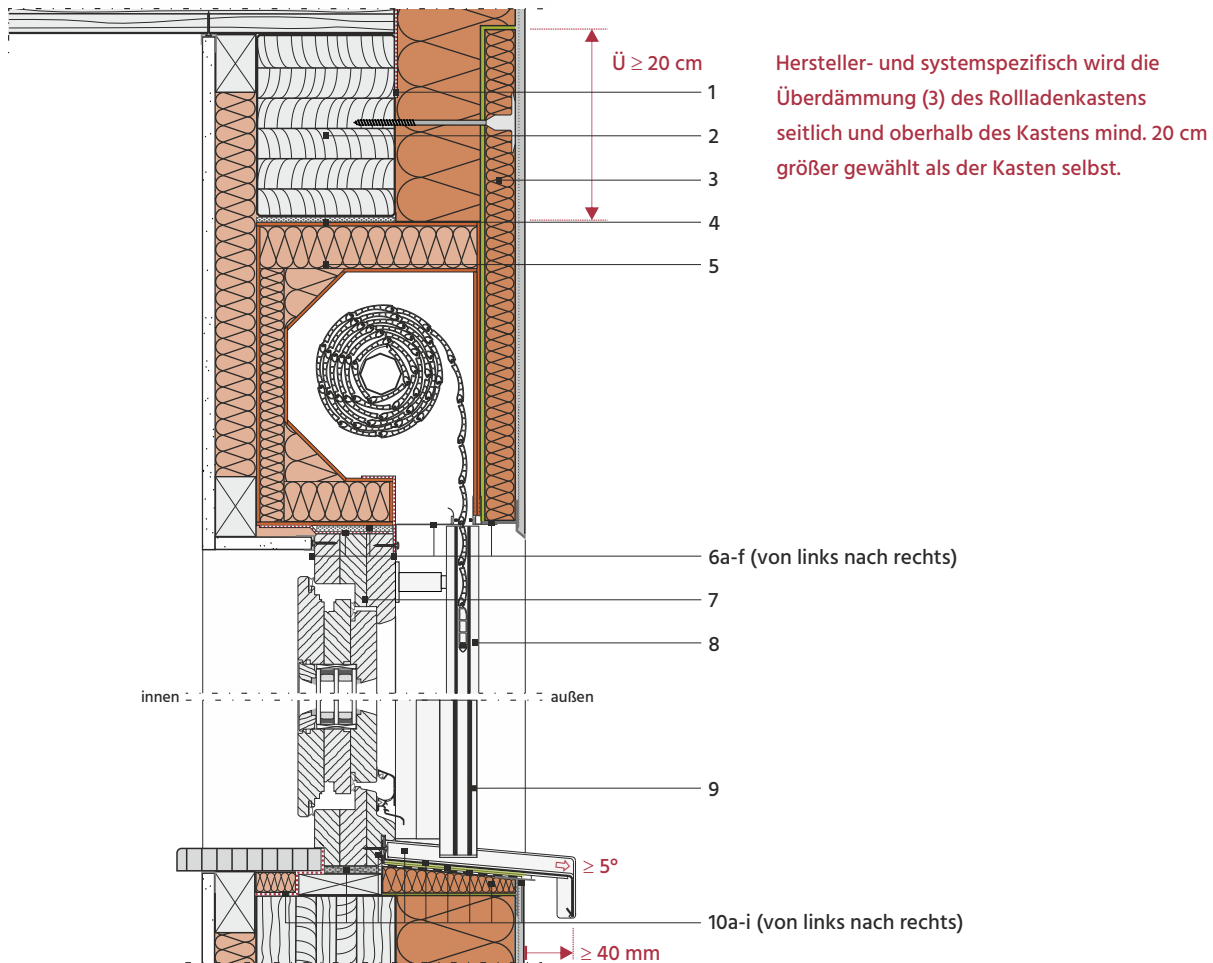 Ü ≥ 20 cm
Hersteller- und systemspezifisch wird die
Überdämmung (3) des Rollladenkastens
seitlich und oberhalb des Kastens mind. 20 cm
größer gewählt als der Kasten selbst.
1
2
3
4
5
6a-f (von links nach rechts)
7
8
innen
außen
9
≥ 5°
10a-i (von links nach rechts)
≥ 40 mm